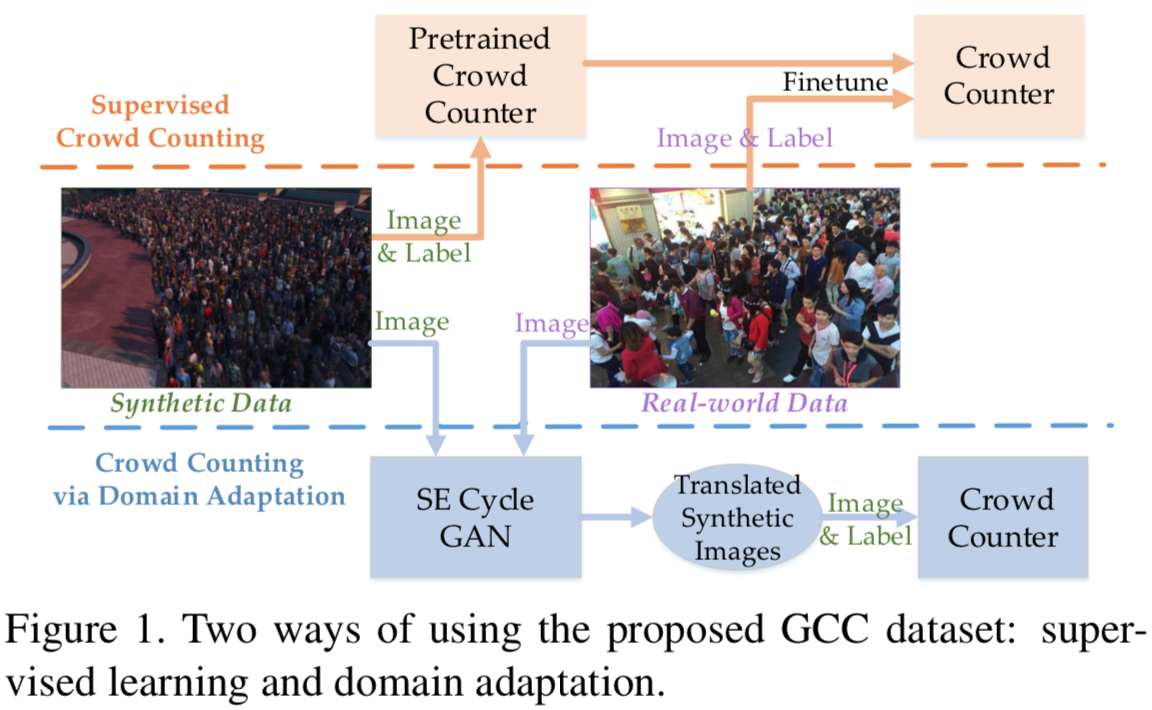 Pretrained
Crowd
Counter
Crowd
Counter
Finetune
Supervised
Crowd Counting
Image & Label
Image
& Label
Image
Image
Synthetic Data
Real-world Data
Crowd Counting
via Domain Adaptation
SE Cycle
GAN
Translated
Synthetic
Images
Image
& Label
Crowd
Counter
Figure 1. Two ways of using the proposed GCC dataset: super-
vised learning and domain adaptation.